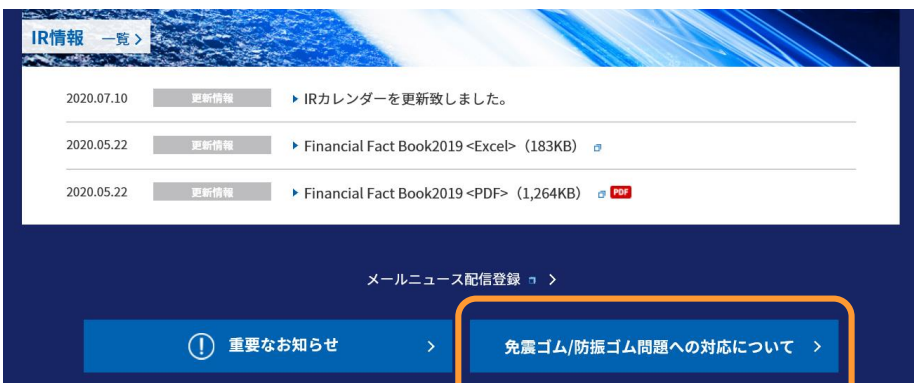 IR情報 一覧 >
2020.07.10 更新情報 IRカレンダーを更新致しました。
2020.05.22 更新情報 Financial Fact Book2019 <Excel>（183KB）
2020.05.22 更新情報 Financial Fact Book2019 <PDF>（1,264KB） PDF
メールニュース配信登録 >
重要なお知らせ >
免震ゴム/防振ゴム問題への対応について >